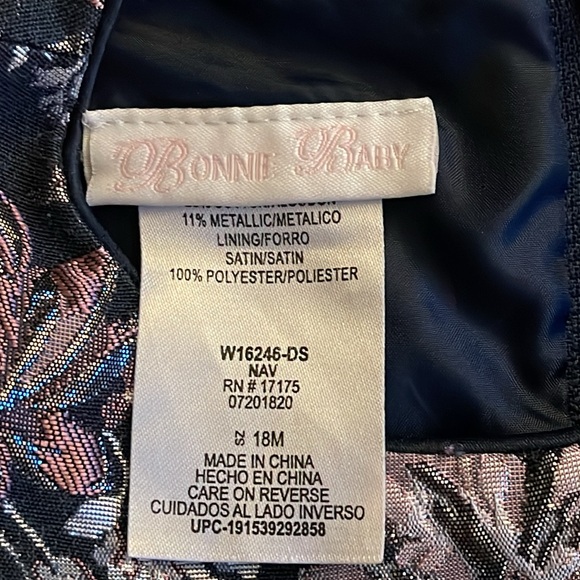 BONNIE BABY
11% METALLIC/METALICO
LINING/FORRO
SATIN/SATIN
100% POLYESTER/POLIESTER
W16246-DS
NAV
RN # 17175
07201820
SZ 18M
MADE IN CHINA
HECHO EN CHINA
CARE ON REVERSE
CUIDADOS AL LADO INVERSO
UPC-191539292858